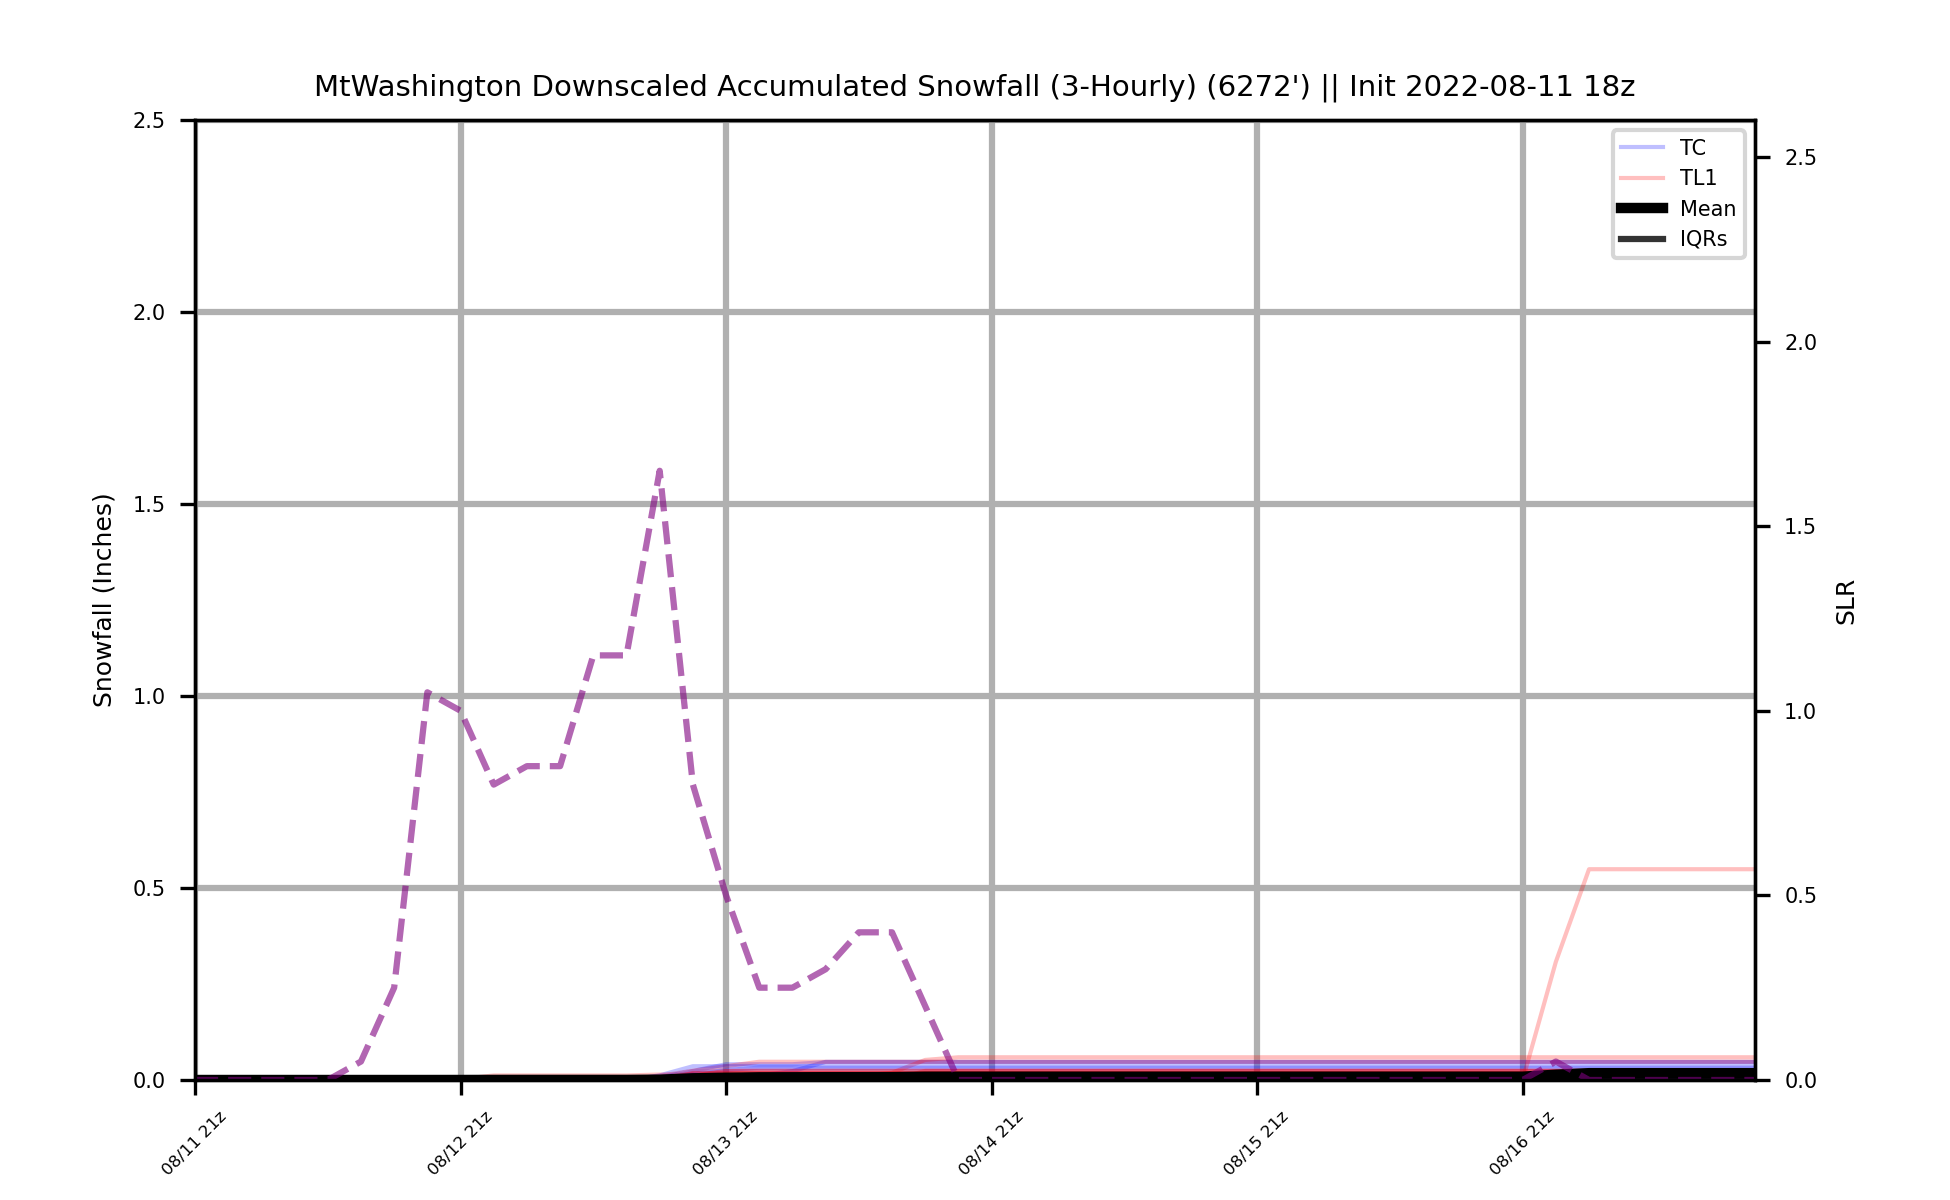 MtWashington Downscaled Accumulated Snowfall (3-Hourly) (6272') || Init 2022-08-11 18z
TC
TL1
Mean
IQRs
Snowfall (Inches)
2.5
2.0
1.5
1.0
0.5
0.0
SLR
2.5
2.0
1.5
1.0
0.5
0.0
08/11 21z
08/12 21z
08/13 21z
08/14 21z
08/15 21z
08/16 21z